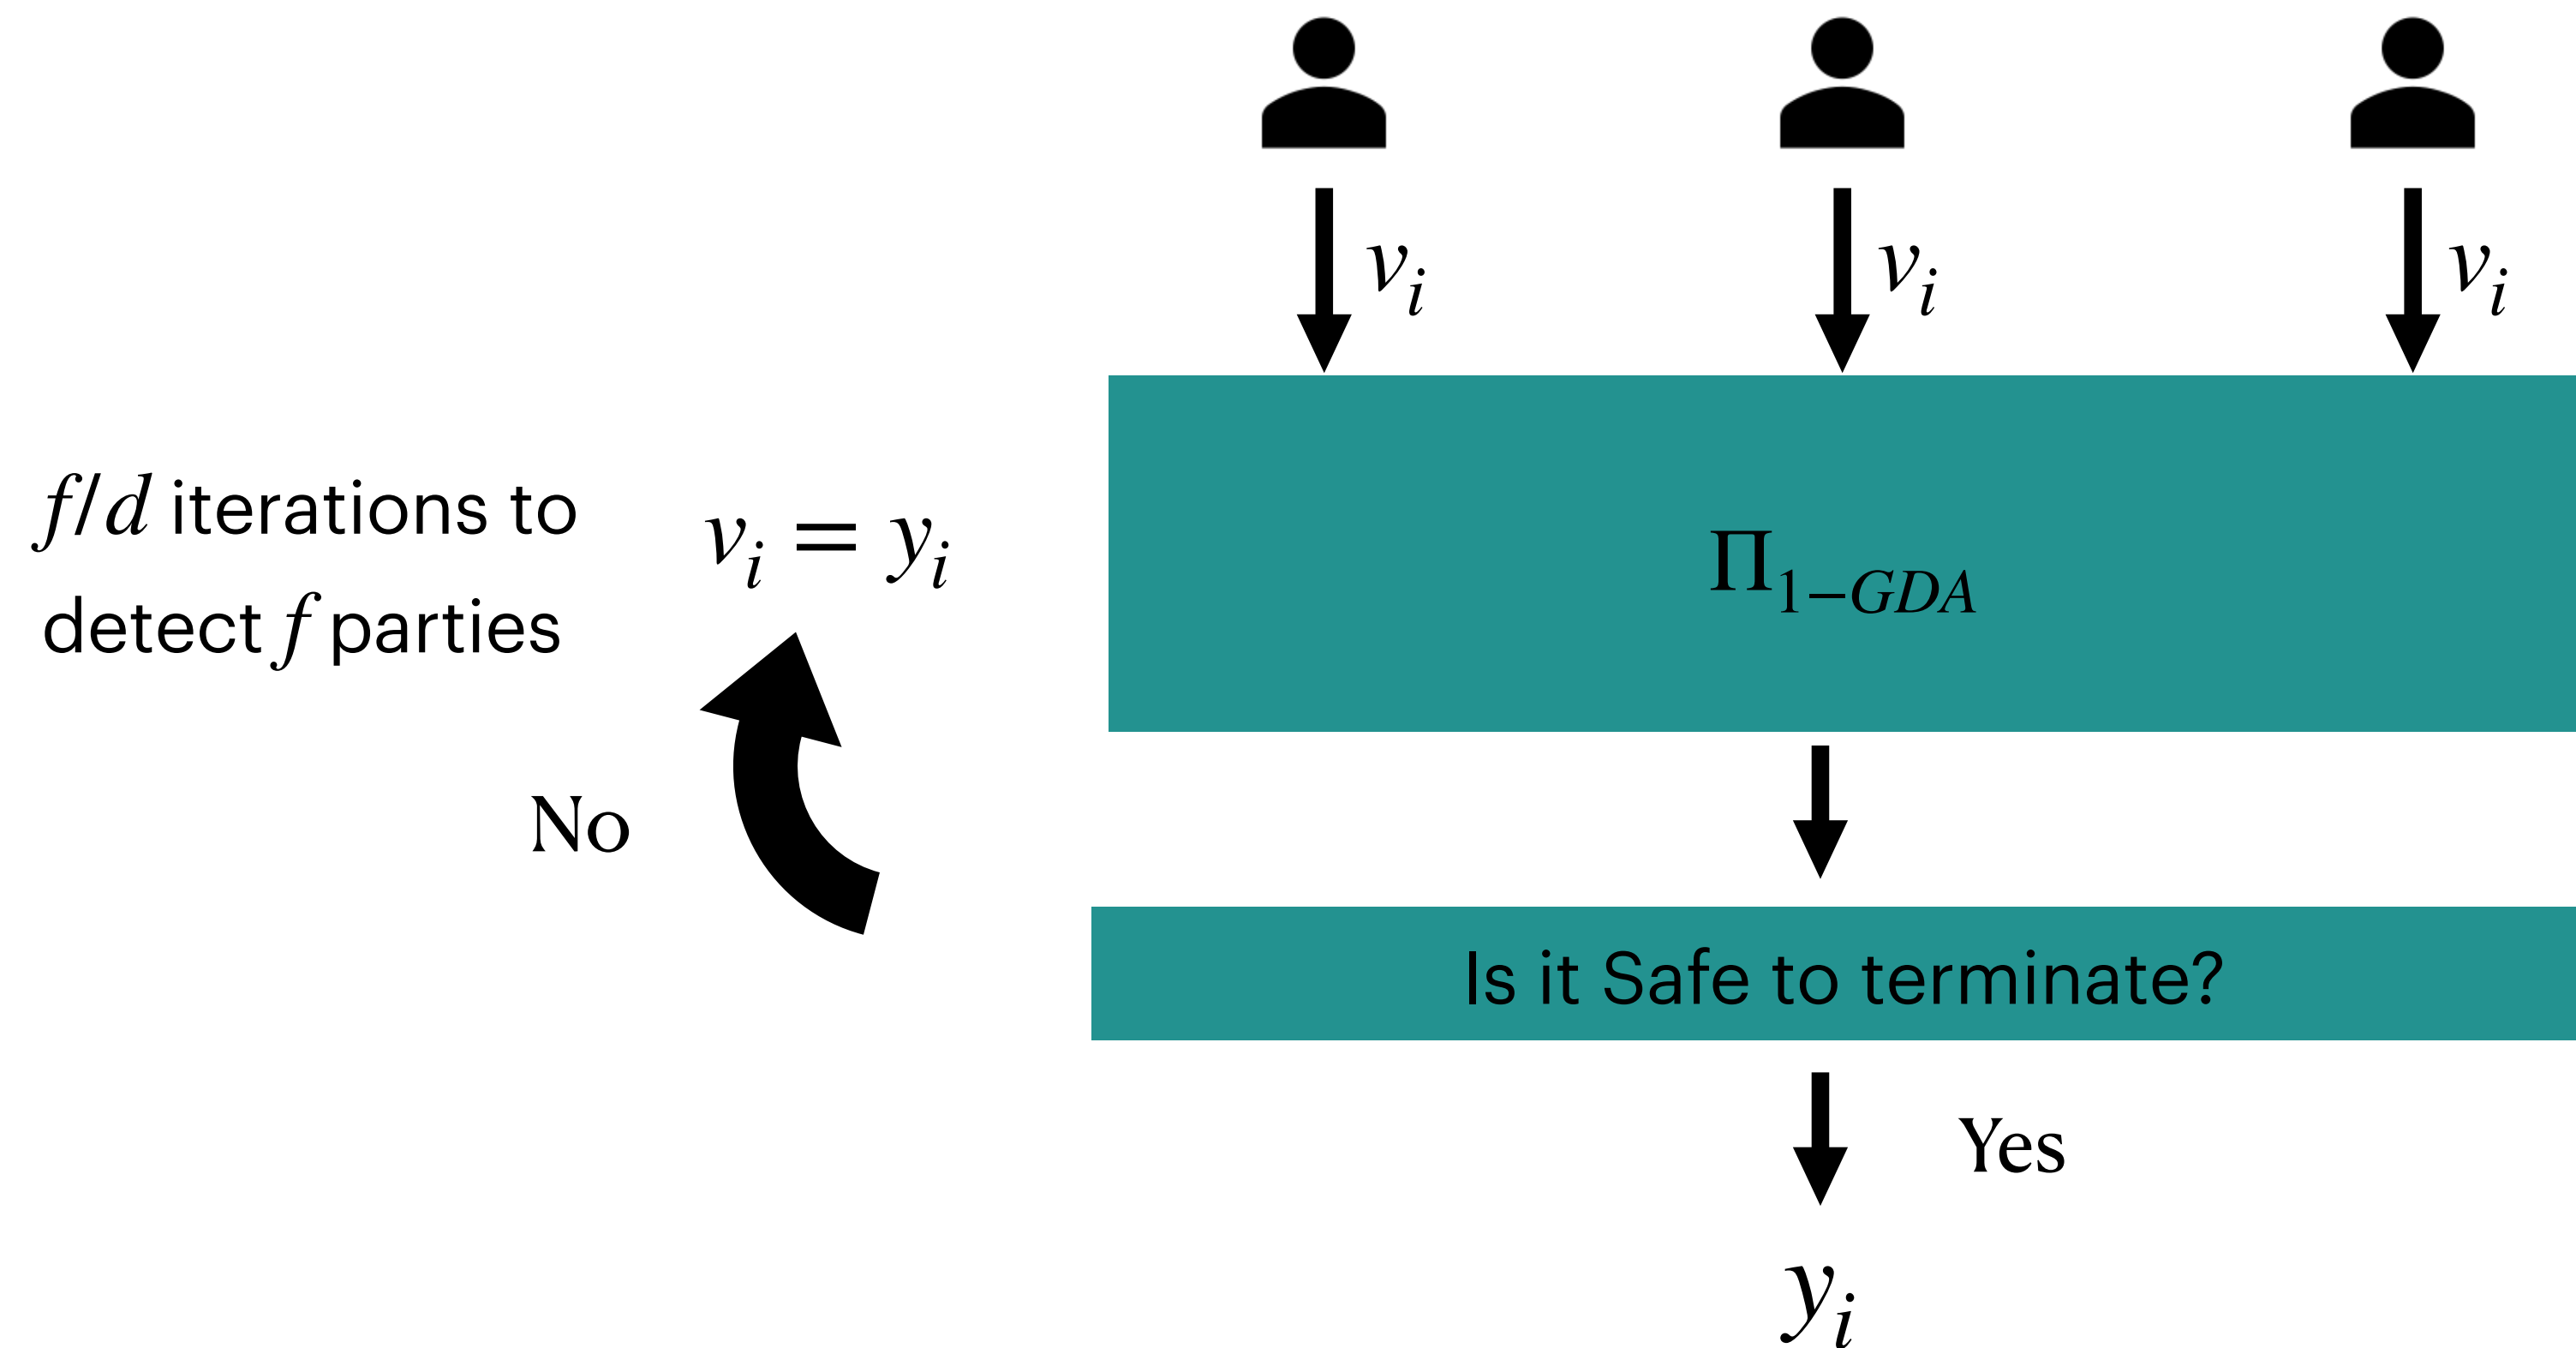 v_i
v_i
v_i
f/d iterations to
detect f parties
v_i = y_i
Π_{1−GDA}
No
Is it Safe to terminate?
Yes
y_i